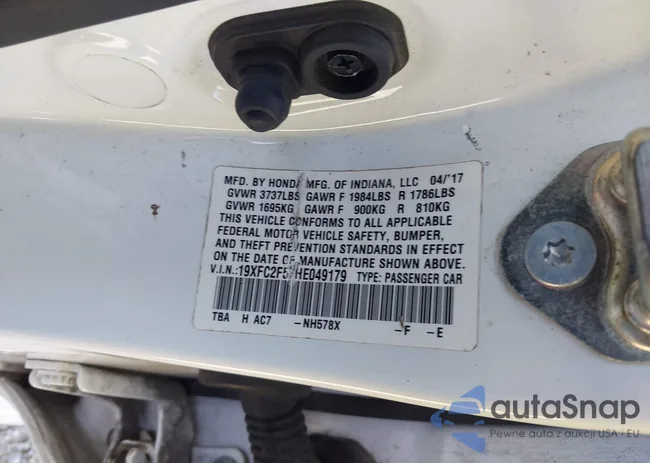 MFD. BY HONDA MFG. OF INDIANA, LLC 04/'17
GVWR 3737LBS GAWR F 1984LBS R 1786LBS
GVWR 1695KG GAWR F 900KG R 810KG
THIS VEHICLE CONFORMS TO ALL APPLICABLE
FEDERAL MOTOR VEHICLE SAFETY, BUMPER,
AND THEFT PREVENTION STANDARDS IN EFFECT
ON THE DATE OF MANUFACTURE SHOWN ABOVE.
V.I.N.: TYPE: PASSENGER CAR
TBA H AC7 -NH578X -F -E
autoSnap
Pewne auta z aukcji USA i EU